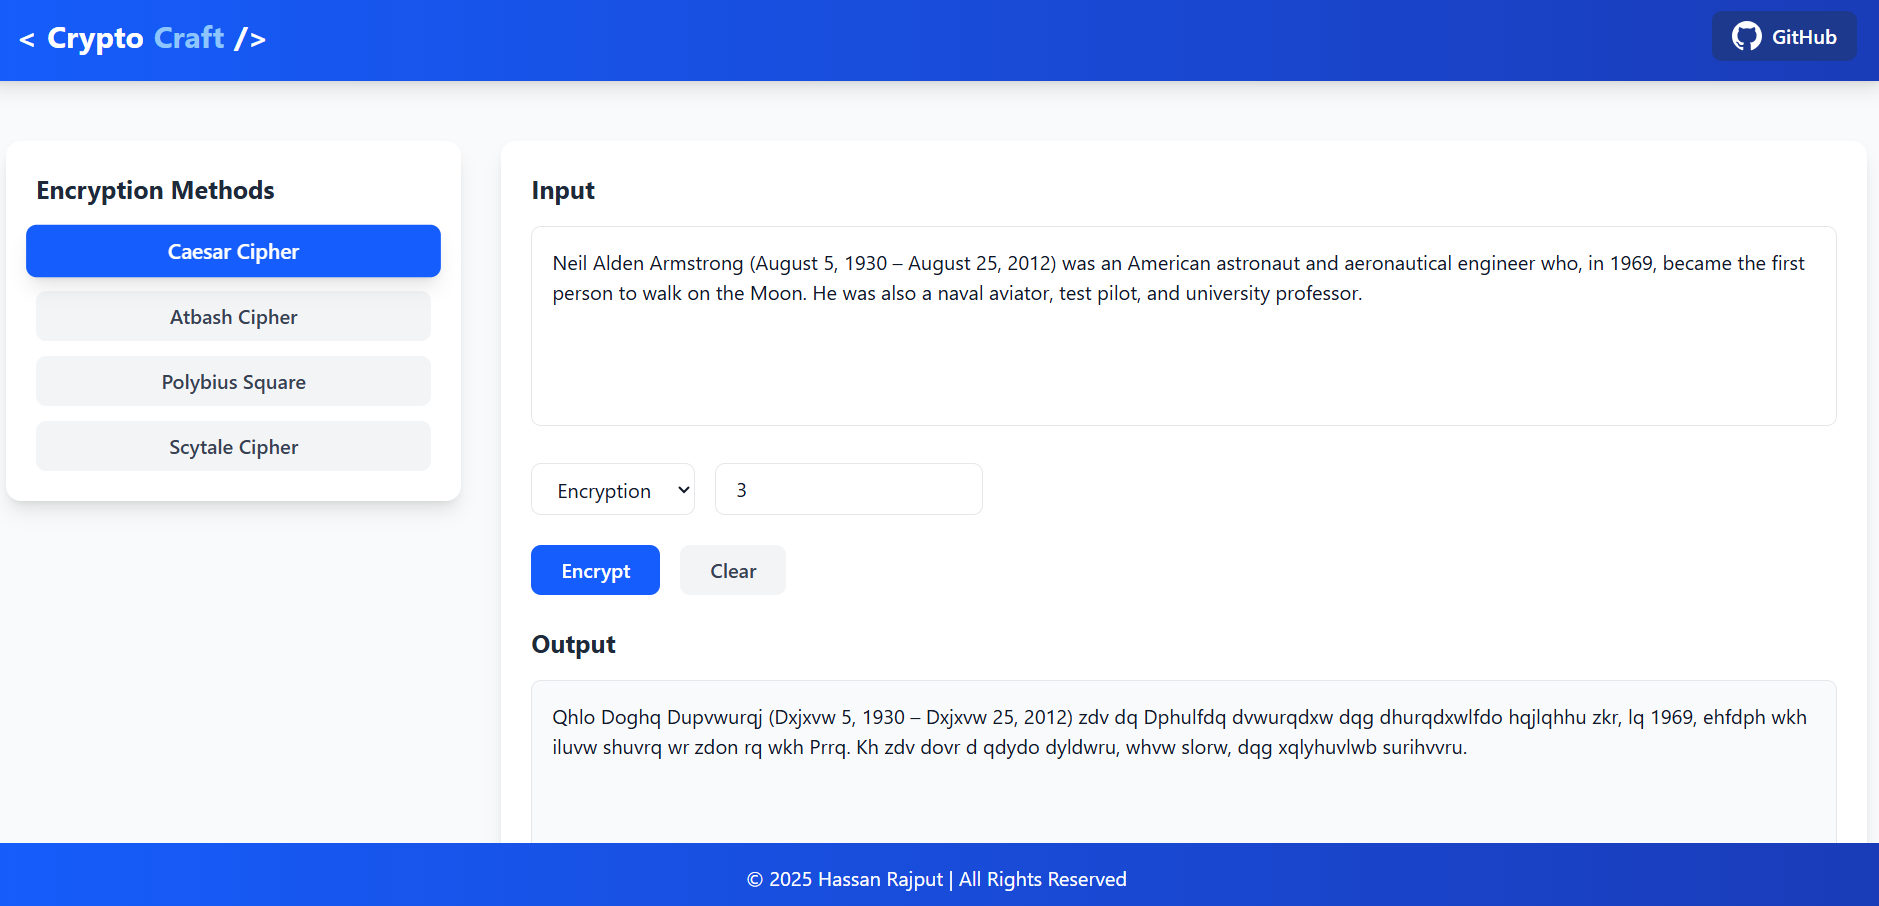 < Crypto Craft />
GitHub
Encryption Methods
Caesar Cipher
Atbash Cipher
Polybius Square
Scytale Cipher
Input
Neil Alden Armstrong (August 5, 1930 – August 25, 2012) was an American astronaut and aeronautical engineer who, in 1969, became the first
person to walk on the Moon. He was also a naval aviator, test pilot, and university professor.
Encryption
3
Encrypt
Clear
Output
Qhlo Doghq Dupvwurqj (Dxjxvw 5, 1930 – Dxjxvw 25, 2012) zdv dq Dphulfdq dvwurqdxw dqg dhurqdxwlfdo hqjlqhhu zkr, lq 1969, ehfdph wkh
iluvw shuvrq wr zdon rq wkh Prrq. Kh zdv dovr d qdydo dyldwru, whvw slorw, dqg xqlyhuvlwb surihvvru.
© 2025 Hassan Rajput | All Rights Reserved